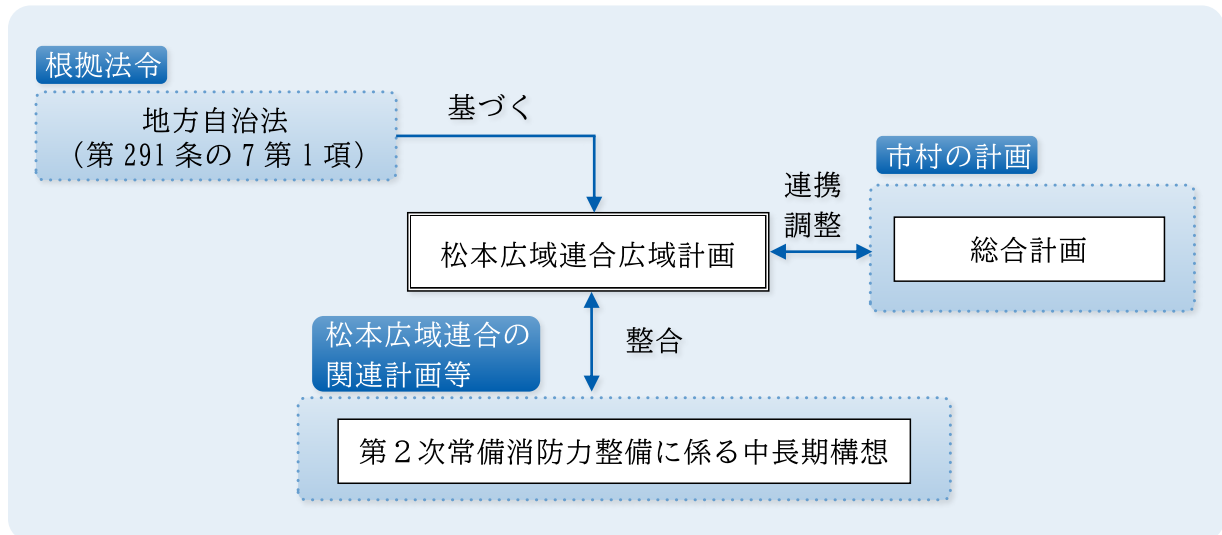 根拠法令
地方自治法
（第291条の7第1項）
基づく
市村の計画
連携
調整
総合計画
松本広域連合広域計画
松本広域連合の
関連計画等
整合
第２次常備消防力整備に係る中長期構想